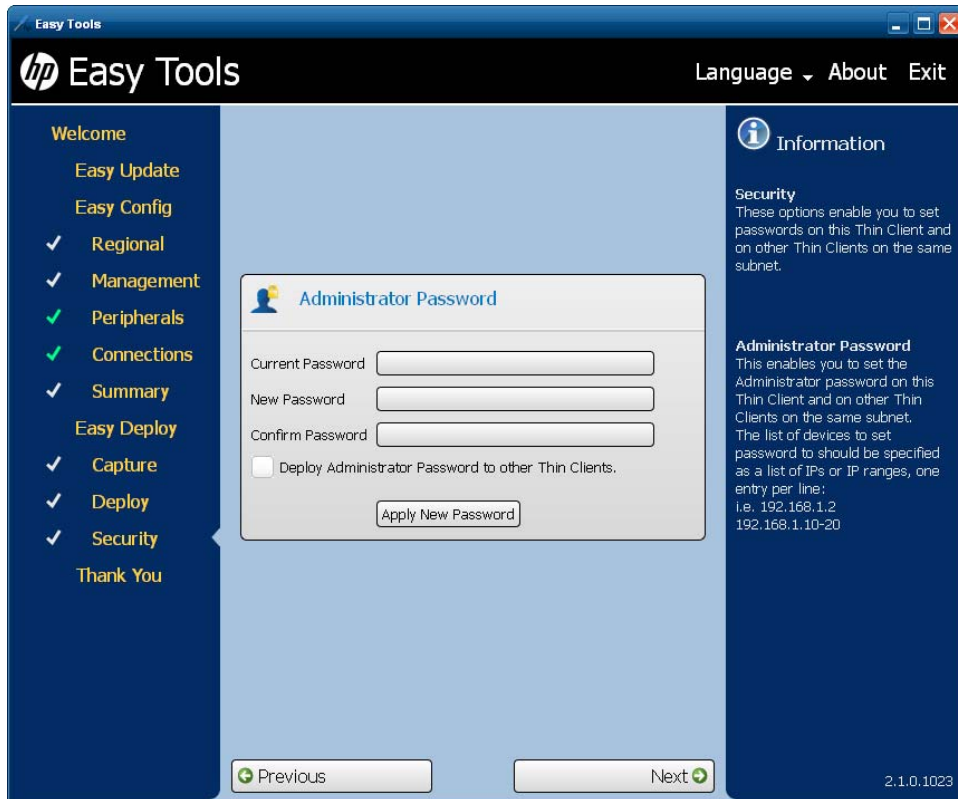 Easy Tools
hp Easy Tools
Language About Exit
Welcome
Easy Update
Easy Config
Regional
Management
Peripherals
Connections
Summary
Easy Deploy
Capture
Deploy
Security
Thank You
Administrator Password
Current Password
New Password
Confirm Password
Deploy Administrator Password to other Thin Clients.
Apply New Password
Previous
Next
Information
Security
These options enable you to set
passwords on this Thin Client and
on other Thin Clients on the same
subnet.
Administrator Password
This enables you to set the
Administrator password on this
Thin Client and on other Thin
Clients on the same subnet.
The list of devices to set
password to should be specified
as a list of IPs or IP ranges, one
entry per line:
i.e. 192.168.1.2
192.168.1.10-20
2.1.0.1023